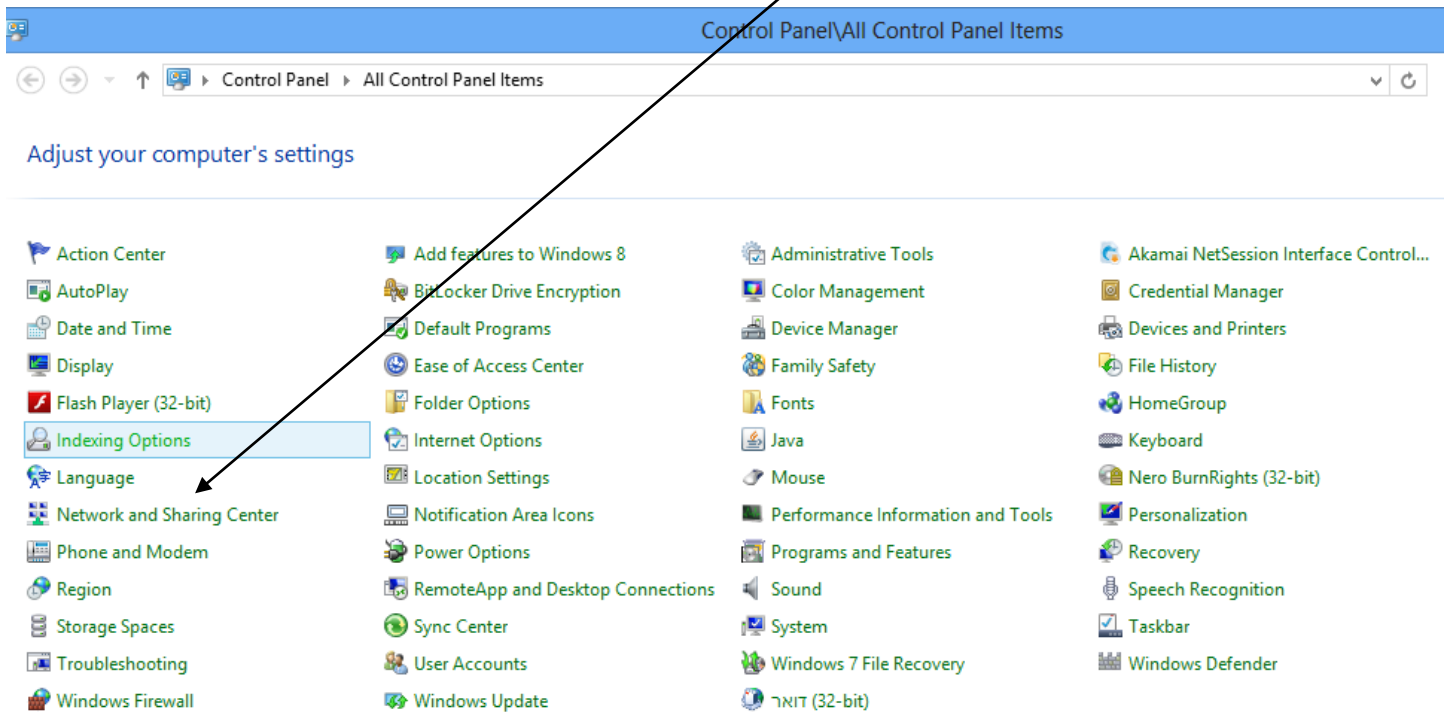 Control Panel\All Control Panel Items
Control Panel All Control Panel Items
Adjust your computer's settings
Action Center Add features to Windows 8 Administrative Tools Akamai NetSession Interface Control...
AutoPlay BitLocker Drive Encryption Color Management Credential Manager
Date and Time Default Programs Device Manager Devices and Printers
Display Ease of Access Center Family Safety File History
Flash Player (32-bit) Folder Options Fonts HomeGroup
Indexing Options Internet Options Java Keyboard
Language Location Settings Mouse Nero BurnRights (32-bit)
Network and Sharing Center Notification Area Icons Performance Information and Tools Personalization
Phone and Modem Power Options Programs and Features Recovery
Region RemoteApp and Desktop Connections Sound Speech Recognition
Storage Spaces Sync Center System Taskbar
Troubleshooting User Accounts Windows 7 File Recovery Windows Defender
Windows Firewall Windows Update דואר (32-bit)